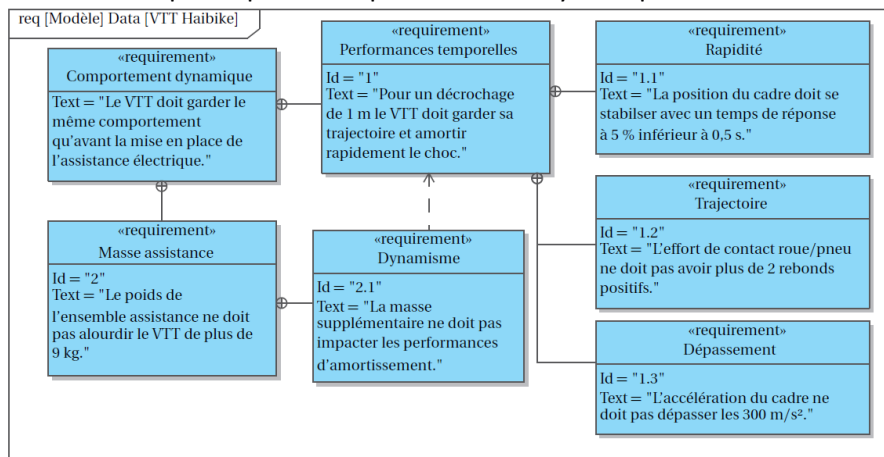 req [Modèle] Data [VTT Haibike]
«requirement»
Comportement dynamique
Text = "Le VTT doit garder le
même comportement
qu'avant la mise en place de
l'assistance électrique."
«requirement»
Performances temporelles
Id = "1"
Text = "Pour un décrochage
de 1 m le VTT doit garder sa
trajectoire et amortir
rapidement le choc."
«requirement»
Rapidité
Id = "1.1"
Text = "La position du cadre doit se
stabilser avec un temps de réponse
à 5 % inférieur à 0,5 s."
«requirement»
Trajectoire
Id = "1.2"
Text = "L'effort de contact roue/pneu
ne doit pas avoir plus de 2 rebonds
positifs."
«requirement»
Masse assistance
Id = "2"
Text = "Le poids de
l'ensemble assistance ne doit
pas alourdir le VTT de plus de
9 kg."
«requirement»
Dynamisme
Id = "2.1"
Text = "La masse
supplémentaire ne doit pas
impacter les performances
d'amortissement."
«requirement»
Dépassement
Id = "1.3"
Text = "L'accélération du cadre ne
doit pas dépasser les 300 m/s²."